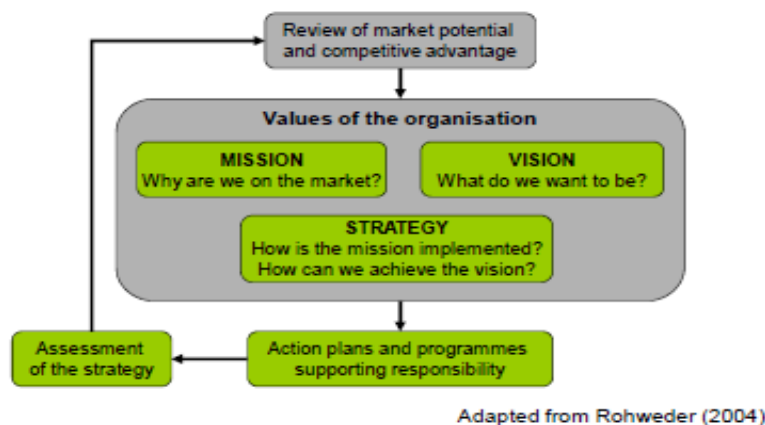 Review of market potential
and competitive advantage
Values of the organisation
MISSION
Why are we on the market?
VISION
What do we want to be?
STRATEGY
How is the mission implemented?
How can we achieve the vision?
Assessment
of the strategy
Action plans and programmes
supporting responsibility
Adapted from Rohweder (2004)